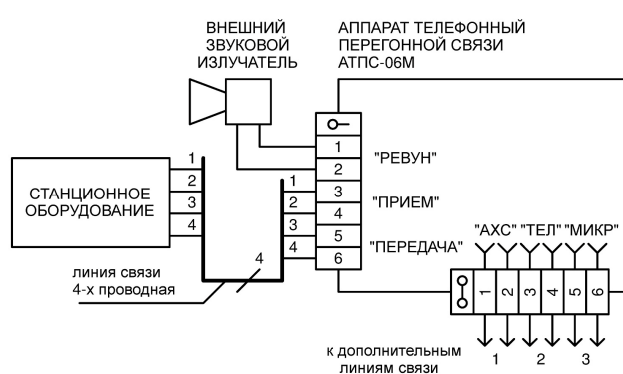 ВНЕШНИЙ
ЗВУКОВОЙ
ИЗЛУЧАТЕЛЬ
АППАРАТ ТЕЛЕФОННЫЙ
ПЕРЕГОННОЙ СВЯЗИ
АТПС-06М
1
2
"РЕВУН"
СТАНЦИОННОЕ
ОБОРУДОВАНИЕ
1
2
3
4
1
2
3
4
3
4
"ПРИЕМ"
5
6
"ПЕРЕДАЧА"
4
линия связи
4-х проводная
"АХС" "ТЕЛ" "МИКР"
1 2 3 4 5 6
1 2 3
к дополнительным
линиям связи